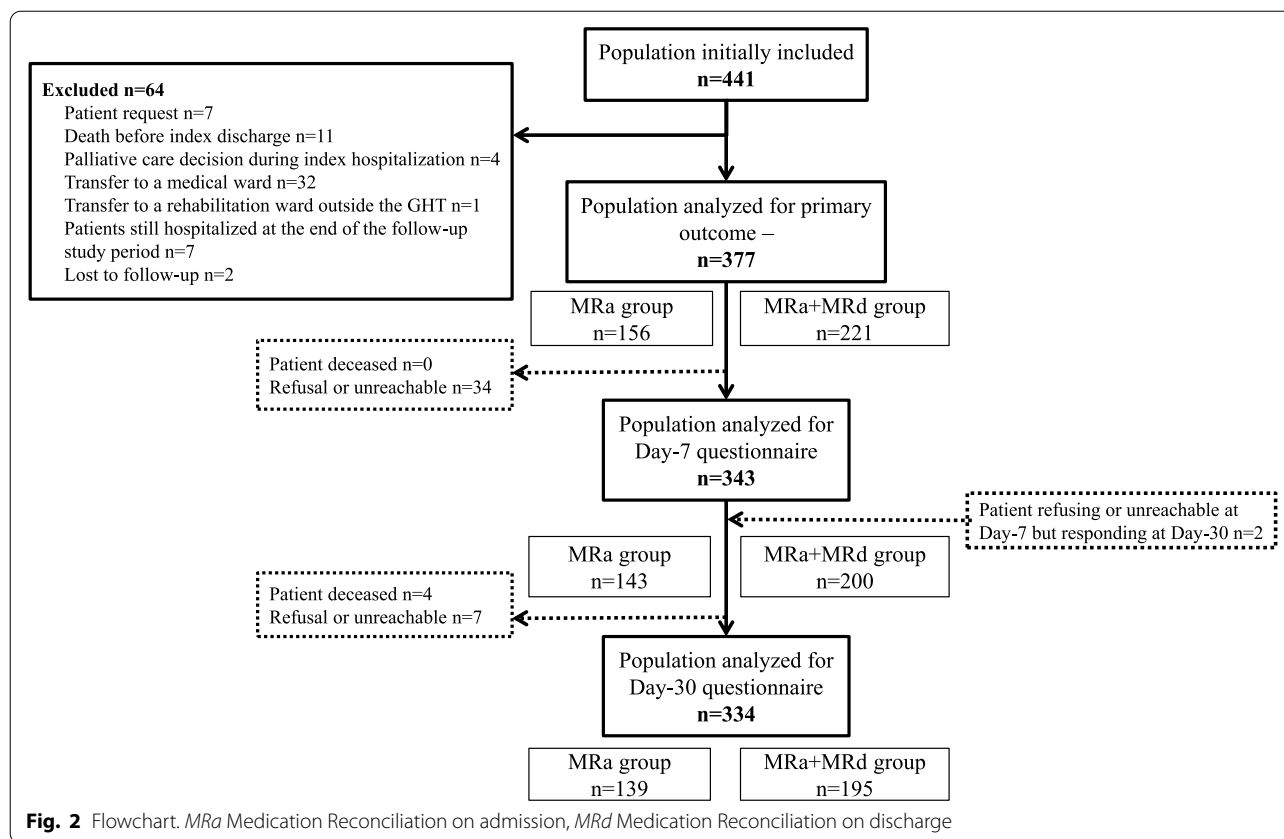 Population initially included
n=441
Excluded n=64
Patient request n=7
Death before index discharge n=11
Palliative care decision during index hospitalization n=4
Transfer to a medical ward n=32
Transfer to a rehabilitation ward outside the GHT n=1
Patients still hospitalized at the end of the follow-up
study period n=7
Lost to follow-up n=2
Population analyzed for primary
outcome –
n=377
MRa group
n=156
MRa+MRd group
n=221
Patient deceased n=0
Refusal or unreachable n=34
Population analyzed for
Day-7 questionnaire
n=343
Patient refusing or unreachable at
Day-7 but responding at Day-30 n=2
MRa group
n=143
MRa+MRd group
n=200
Patient deceased n=4
Refusal or unreachable n=7
Population analyzed for
Day-30 questionnaire
n=334
MRa group
n=139
MRa+MRd group
n=195
Fig. 2 Flowchart. MRa Medication Reconciliation on admission, MRd Medication Reconciliation on discharge